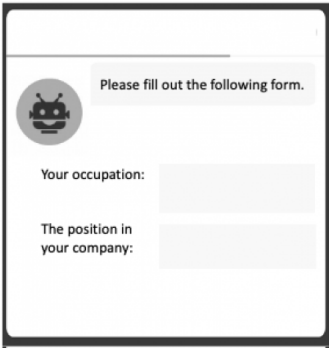 Please fill out the following form.
Your occupation:
The position in
your company: